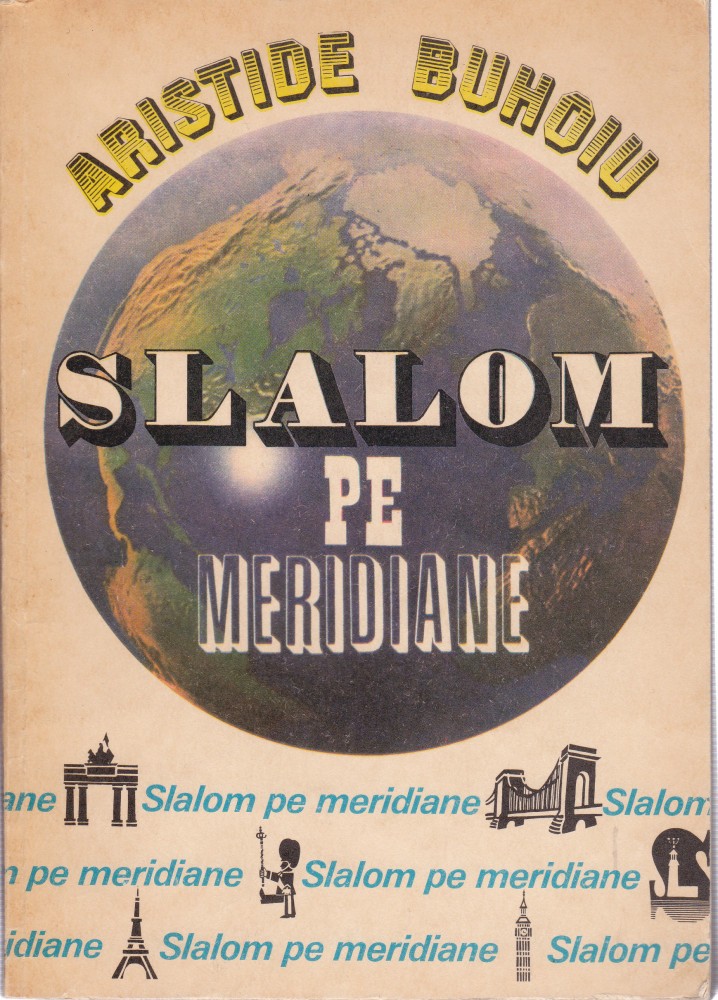 ARISTIDE BUHOIU
SLALOM
PE
MERIDIANE
ane Slalom pe meridiane Slalom
m pe meridiane Slalom pe meridiane
idiane Slalom pe meridiane Slalom pe